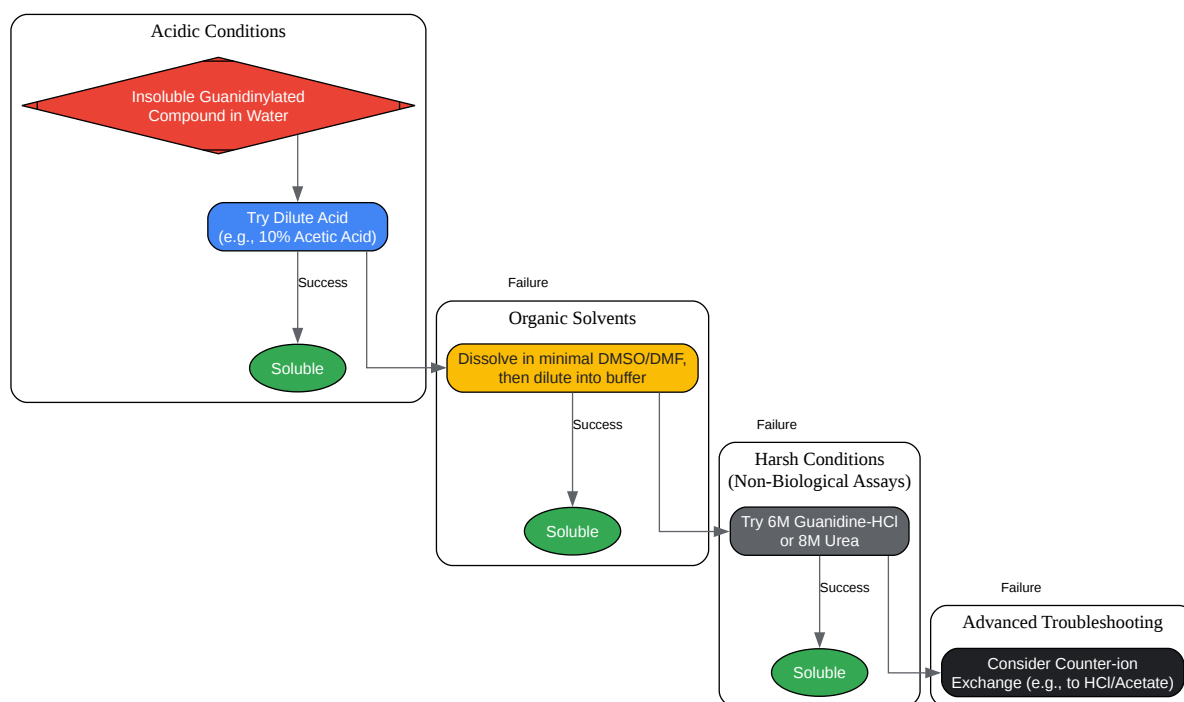 Acidic Conditions
Insoluble Guanidinylated
Compound in Water
Try Dilute Acid
(e.g., 10% Acetic Acid)
Success
Soluble
Failure
Organic Solvents
Dissolve in minimal DMSO/DMF,
then dilute into buffer
Success
Soluble
Failure
Harsh Conditions
(Non-Biological Assays)
Try 6M Guanidine-HCl
or 8M Urea
Success
Soluble
Failure
Advanced Troubleshooting
Consider Counter-ion
Exchange (e.g., to HCl/Acetate)